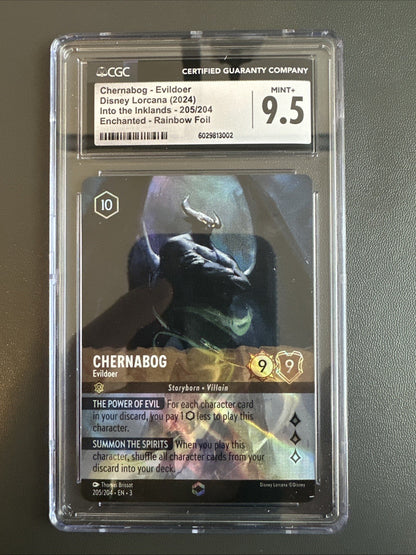 CGC
CERTIFIED GUARANTY COMPANY
Chernabog - Evildoer
Disney Lorcana (2024)
Into the Inklands - 205/204
Enchanted - Rainbow Foil
MINT+
9.5
6029813002
10
CHERNABOG
Evildoer
9
9
Storyborn • Villain
THE POWER OF EVIL For each character card
in your discard, you pay 1 less to play this
character.
SUMMON THE SPIRITS When you play this
character, shuffle all character cards from your
discard into your deck.
Thomas Brissot
205/204 • EN • 3
Disney Lorcana ©Disney